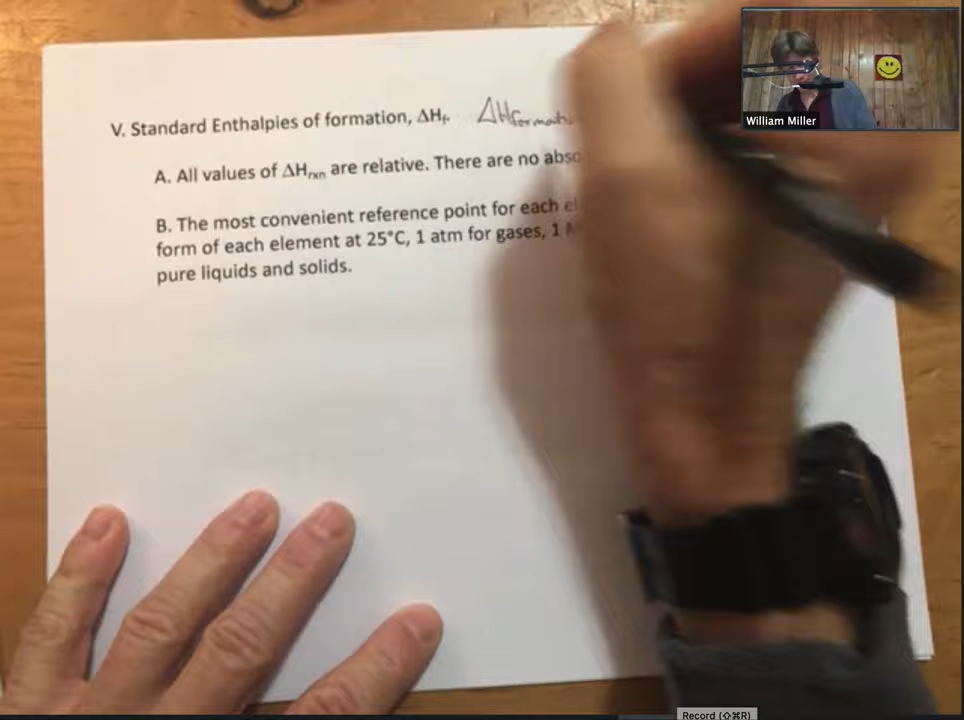 V. Standard Enthalpies of formation, ΔHf. ΔHformat
A. All values of ΔHrxn are relative. There are no abso
B. The most convenient reference point for each el
form of each element at 25°C, 1 atm for gases, 1
pure liquids and solids.
William Miller
Record (⇧⌘R)